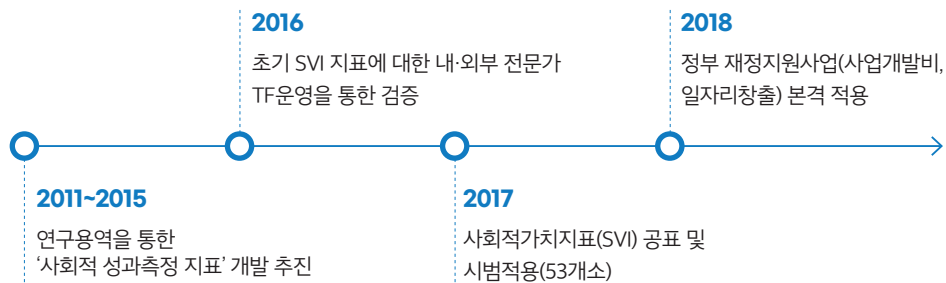 2016
초기 SVI 지표에 대한 내·외부 전문가
TF운영을 통한 검증
2018
정부 재정지원사업(사업개발비,
일자리창출) 본격 적용
2011~2015
연구용역을 통한
‘사회적 성과측정 지표’ 개발 추진
2017
사회적가치지표(SVI) 공표 및
시범적용(53개소)